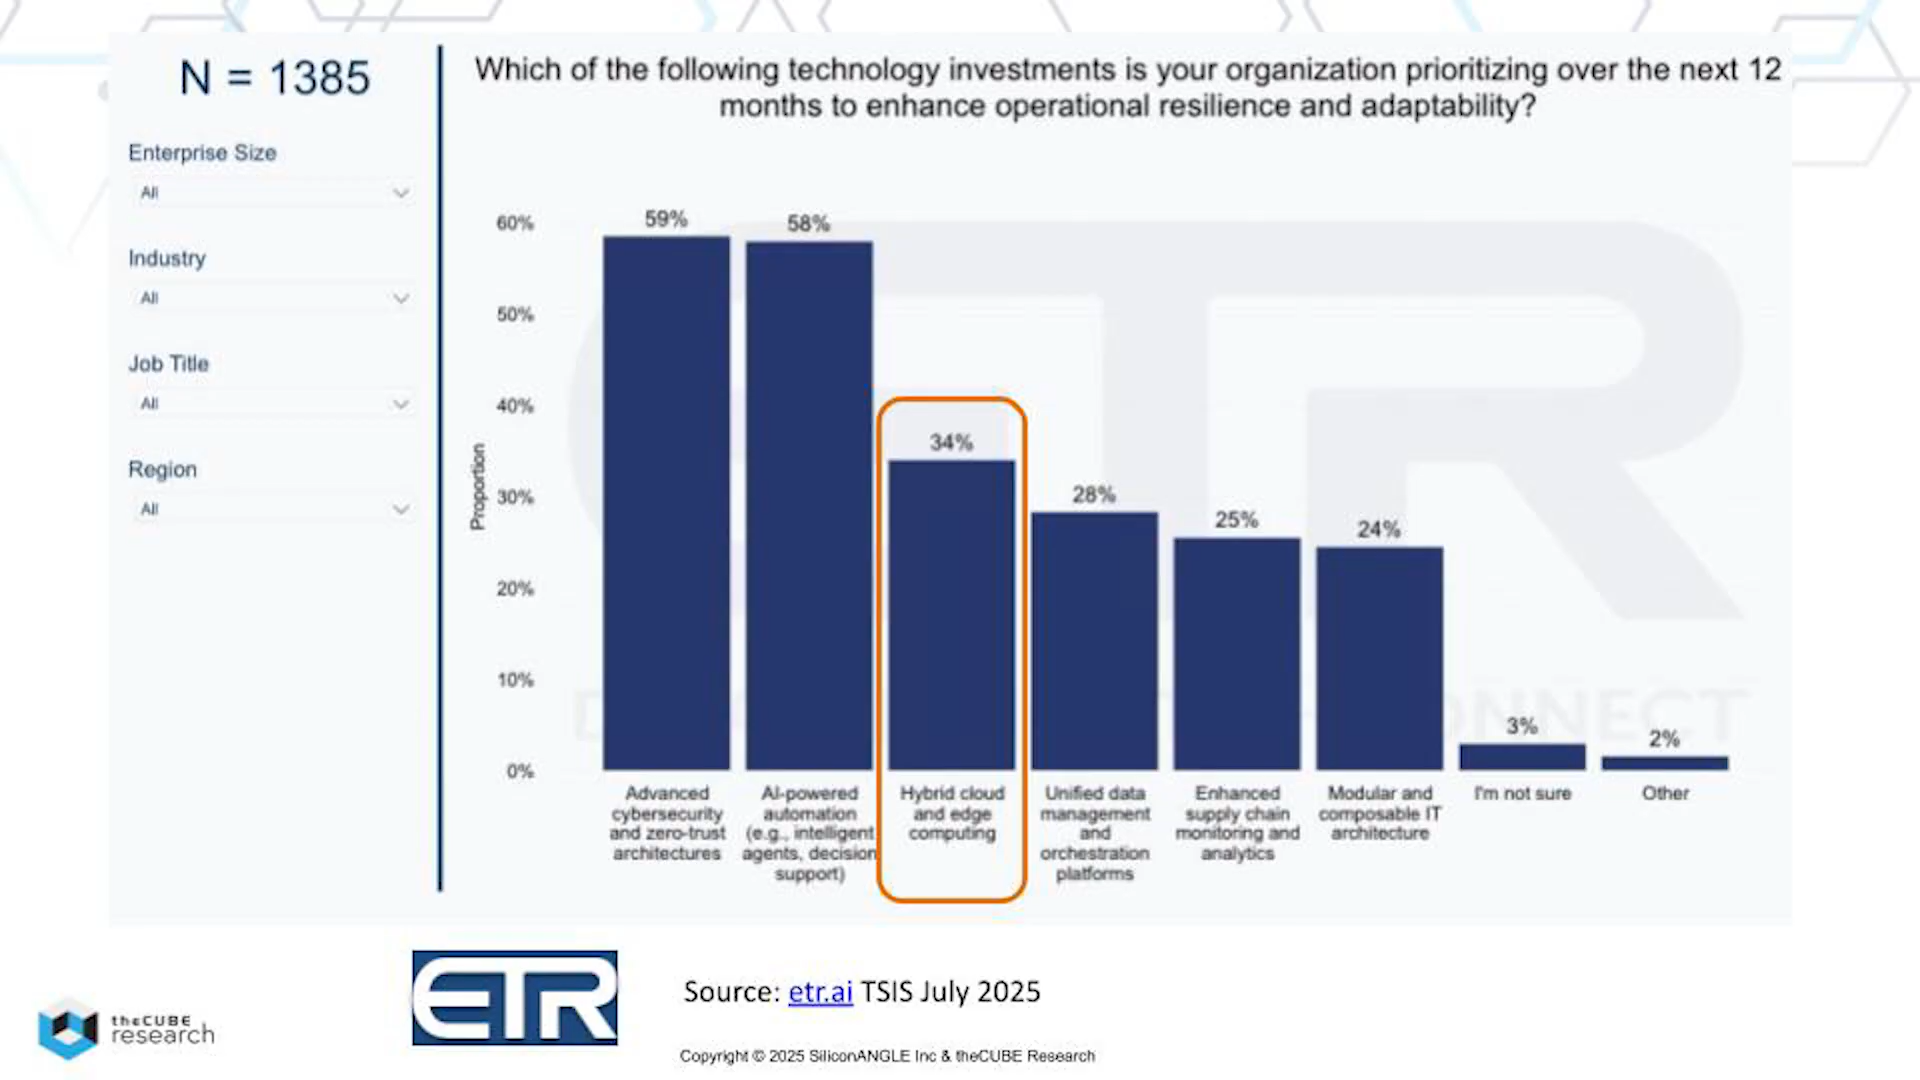 N = 1385
Which of the following technology investments is your organization prioritizing over the next 12
months to enhance operational resilience and adaptability?
Enterprise Size
All
Industry
All
Job Title
All
Region
All
Proportion
60%
50%
40%
30%
20%
10%
0%
59%
58%
34%
28%
25%
24%
3%
2%
Advanced
cybersecurity
and zero-trust
architectures
AI-powered
automation
(e.g., intelligent
agents, decision
support)
Hybrid cloud
and edge
computing
Unified data
management
and
orchestration
platforms
Enhanced
supply chain
monitoring and
analytics
Modular and
composable IT
architecture
I'm not sure
Other
theCUBE
research
ETR
Source: etr.ai TSIS July 2025
Copyright © 2025 SiliconANGLE Inc & theCUBE Research